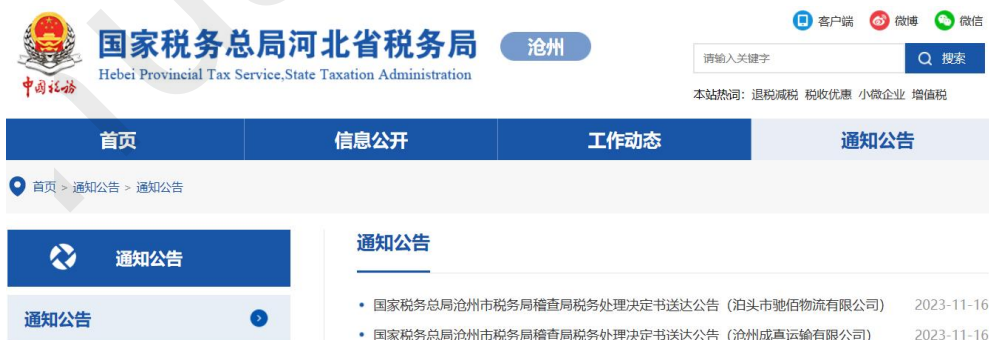 客户端 微博 微信
国家税务总局河北省税务局 沧州
Hebei Provincial Tax Service,State Taxation Administration
中国税务
请输入关键字 搜索
本站热词：退税减税 税收优惠 小微企业 增值税
首页 信息公开 工作动态 通知公告
首页 > 通知公告 > 通知公告
通知公告
通知公告
通知公告
• 国家税务总局沧州市税务局稽查局税务处理决定书送达公告（泊头市驰佰物流有限公司） 2023-11-16
• 国家税务总局沧州市税务局稽查局税务处理决定书送达公告（沧州成真运输有限公司） 2023-11-16